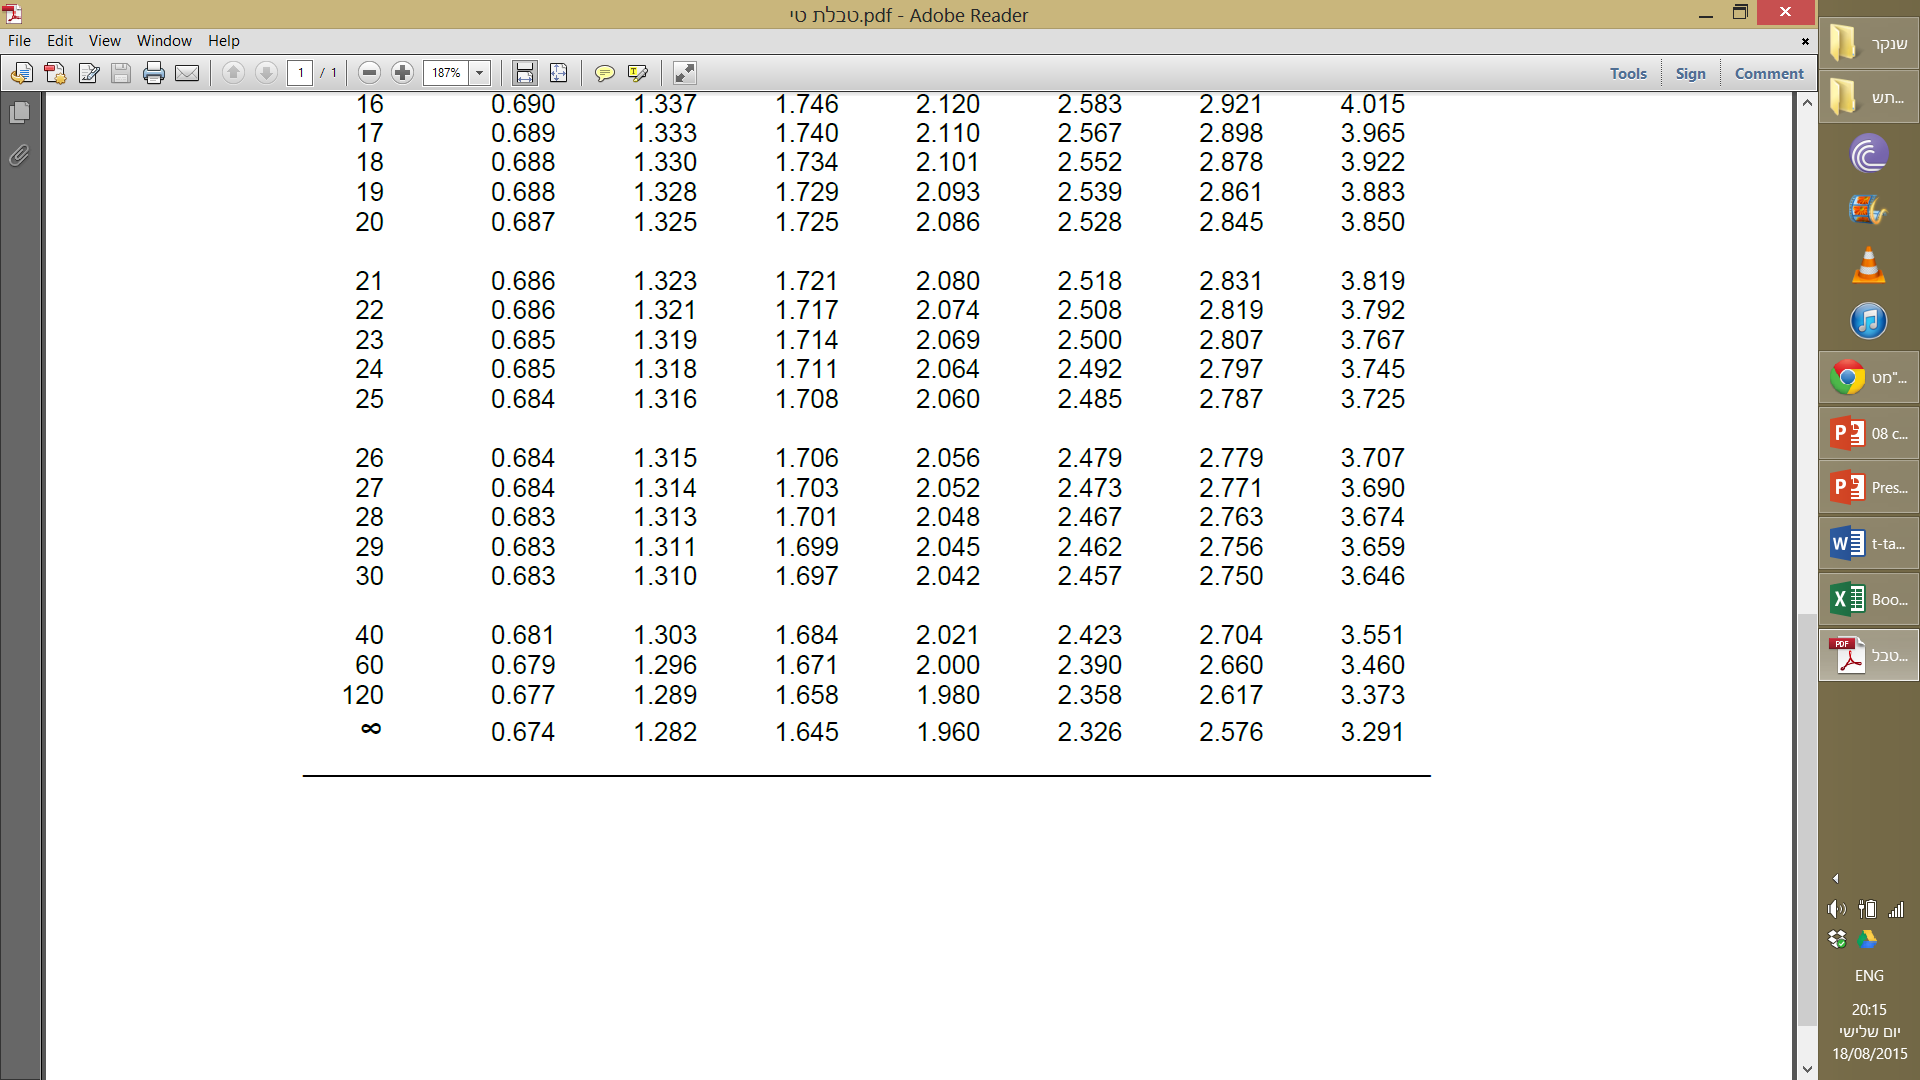 טבלת טי.pdf - Adobe Reader
File Edit View Window Help
1 / 1 187% Tools Sign Comment
16 0.690 1.337 1.746 2.120 2.583 2.921 4.015
17 0.689 1.333 1.740 2.110 2.567 2.898 3.965
18 0.688 1.330 1.734 2.101 2.552 2.878 3.922
19 0.688 1.328 1.729 2.093 2.539 2.861 3.883
20 0.687 1.325 1.725 2.086 2.528 2.845 3.850
21 0.686 1.323 1.721 2.080 2.518 2.831 3.819
22 0.686 1.321 1.717 2.074 2.508 2.819 3.792
23 0.685 1.319 1.714 2.069 2.500 2.807 3.767
24 0.685 1.318 1.711 2.064 2.492 2.797 3.745
25 0.684 1.316 1.708 2.060 2.485 2.787 3.725
26 0.684 1.315 1.706 2.056 2.479 2.779 3.707
27 0.684 1.314 1.703 2.052 2.473 2.771 3.690
28 0.683 1.313 1.701 2.048 2.467 2.763 3.674
29 0.683 1.311 1.699 2.045 2.462 2.756 3.659
30 0.683 1.310 1.697 2.042 2.457 2.750 3.646
40 0.681 1.303 1.684 2.021 2.423 2.704 3.551
60 0.679 1.296 1.671 2.000 2.390 2.660 3.460
120 0.677 1.289 1.658 1.980 2.358 2.617 3.373
∞ 0.674 1.282 1.645 1.960 2.326 2.576 3.291
שנקר
תש...
מט"...
08 c...
Pres...
t-ta...
Boo...
PDF
טבל...
ENG
20:15
יום שלישי
18/08/2015